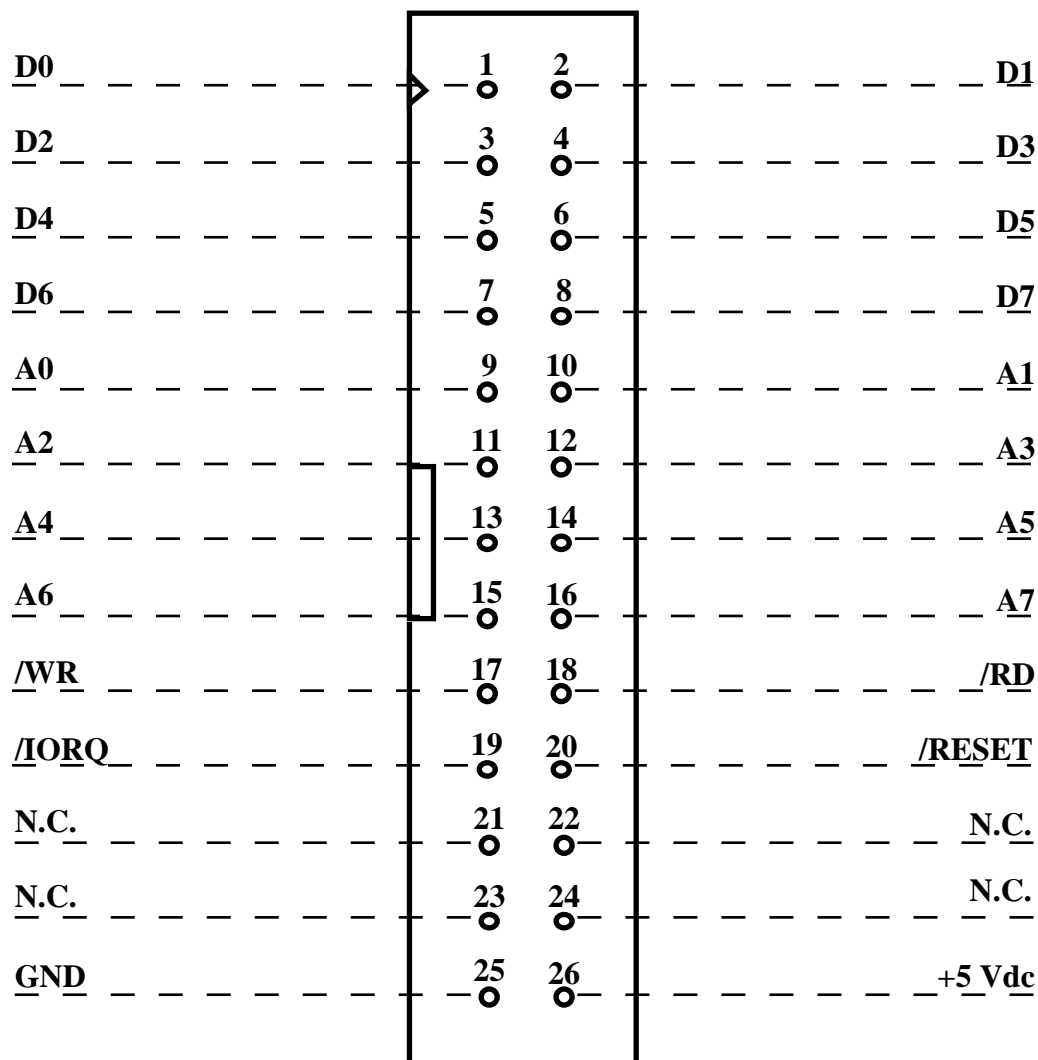 D0 1 2 D1
D2 3 4 D3
D4 5 6 D5
D6 7 8 D7
A0 9 10 A1
A2 11 12 A3
A4 13 14 A5
A6 15 16 A7
/WR 17 18 /RD
/IORQ 19 20 /RESET
N.C. 21 22 N.C.
N.C. 23 24 N.C.
GND 25 26 +5 Vdc